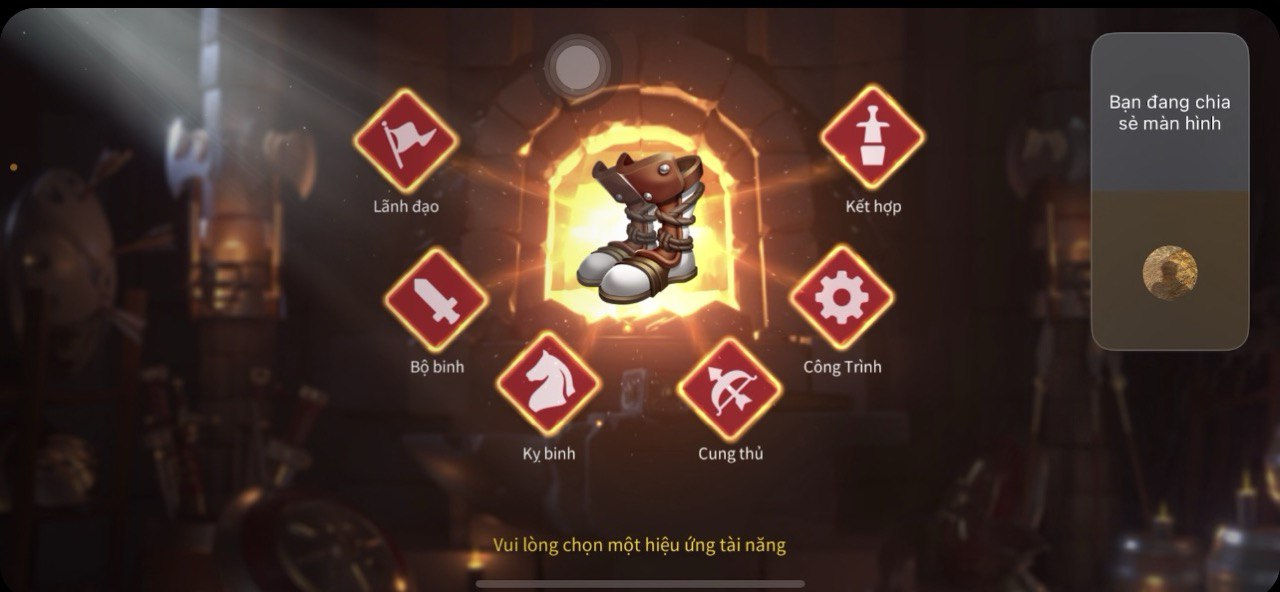 Bạn đang chia
sẻ màn hình
Lãnh đạo
Kết hợp
Bộ binh
Công Trình
Kỵ binh
Cung thủ
Vui lòng chọn một hiệu ứng tài năng